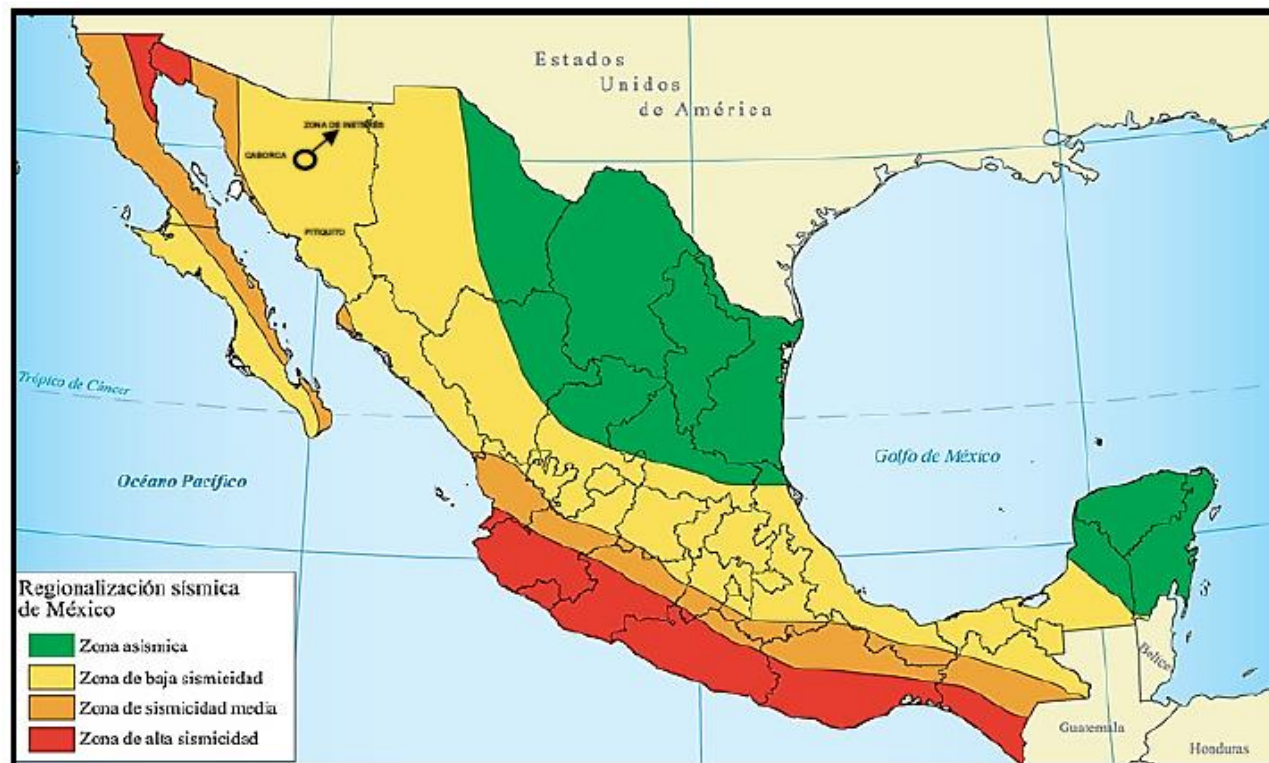 Estados
Unidos
de América
ZONA DE INETERES
CABORCA
PITIQUITO
Trópico de Cáncer
Océano Pacífico
Golfo de México
Regionalización sísmica
de México
Zona asísmica
Zona de baja sismicidad
Zona de sismicidad media
Zona de alta sismicidad
Belice
Guatemala
Honduras